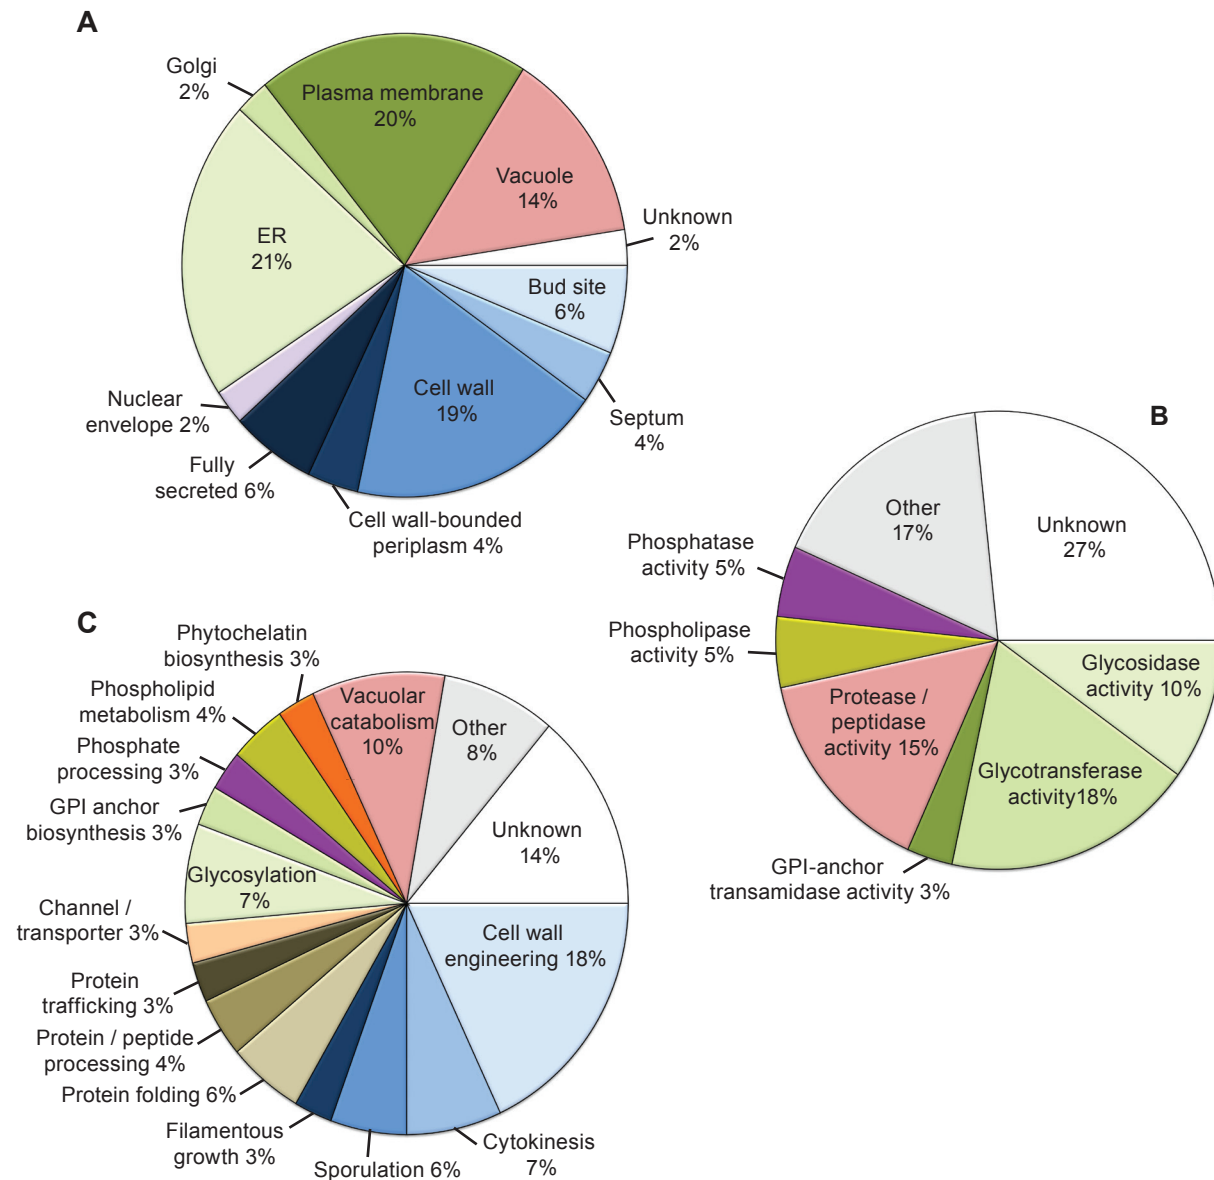 A
Golgi
2%
Plasma membrane
20%
Vacuole
14%
Unknown
2%
ER
21%
Bud site
6%
Cell wall
19%
Septum
4%
Nuclear
envelope 2%
Fully
secreted 6%
Cell wall-bounded
periplasm 4%
B
Other
17%
Unknown
27%
Phosphatase
activity 5%
Phospholipase
activity 5%
Glycosidase
activity 10%
Protease /
peptidase
activity 15%
Glycotransferase
activity18%
GPI-anchor
transamidase activity 3%
C
Phytochelatin
biosynthesis 3%
Phospholipid
metabolism 4%
Vacuolar
catabolism
10%
Other
8%
Phosphate
processing 3%
GPI anchor
biosynthesis 3%
Unknown
14%
Glycosylation
7%
Channel /
transporter 3%
Cell wall
engineering 18%
Protein
trafficking 3%
Protein / peptide
processing 4%
Protein folding 6%
Filamentous
growth 3%
Sporulation 6%
Cytokinesis
7%